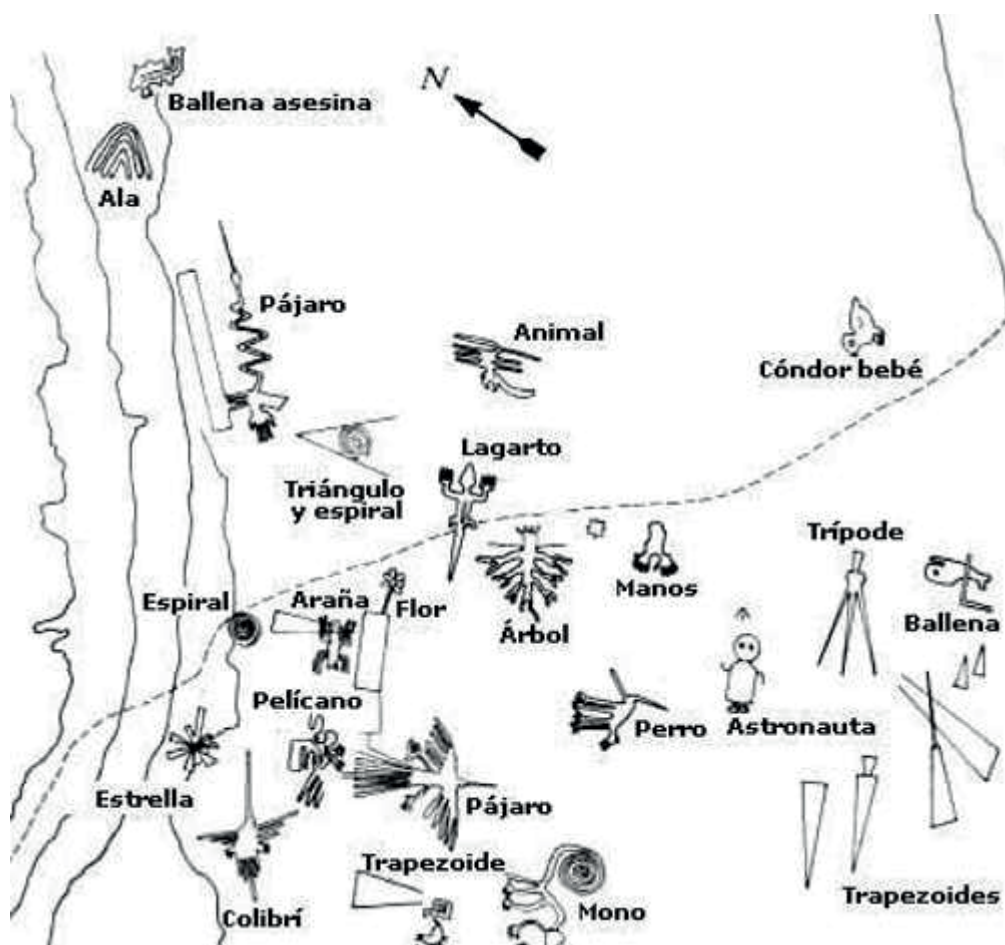 N
Ballena asesina
Ala
Pájaro
Animal
Cóndor bebé
Lagarto
Triángulo
y espiral
Trípode
Manos
Espiral
Araña
Flor
Árbol
Ballena
Pelícano
Perro
Astronauta
Estrella
Pájaro
Trapezoide
Trapezoides
Colibrí
Mono